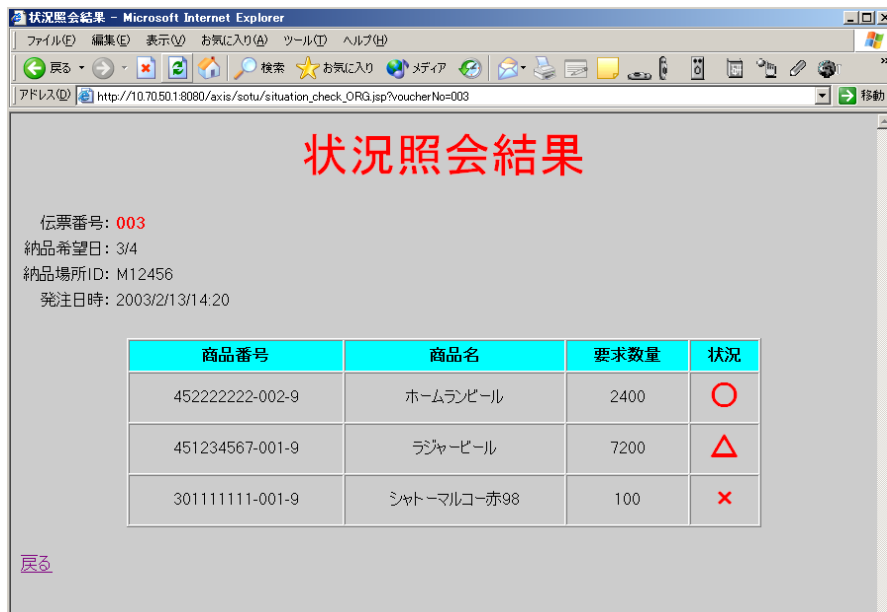 状況照会結果 - Microsoft Internet Explorer
ファイル(F) 編集(E) 表示(V) お気に入り(A) ツール(T) ヘルプ(H)
戻る 検索 お気に入り メディア »
アドレス(D) http://10.70.50.1:8080/axis/sotu/situation_check_ORG.jsp?voucherNo=003 移動
状況照会結果
伝票番号: 003
納品希望日: 3/4
納品場所ID: M12456
発注日時: 2003/2/13/14:20
商品番号 商品名 要求数量 状況
452222222-002-9 ホームランビール 2400 ○
451234567-001-9 ラジャービール 7200 △
301111111-001-9 シャトーマルコー赤98 100 ×
戻る